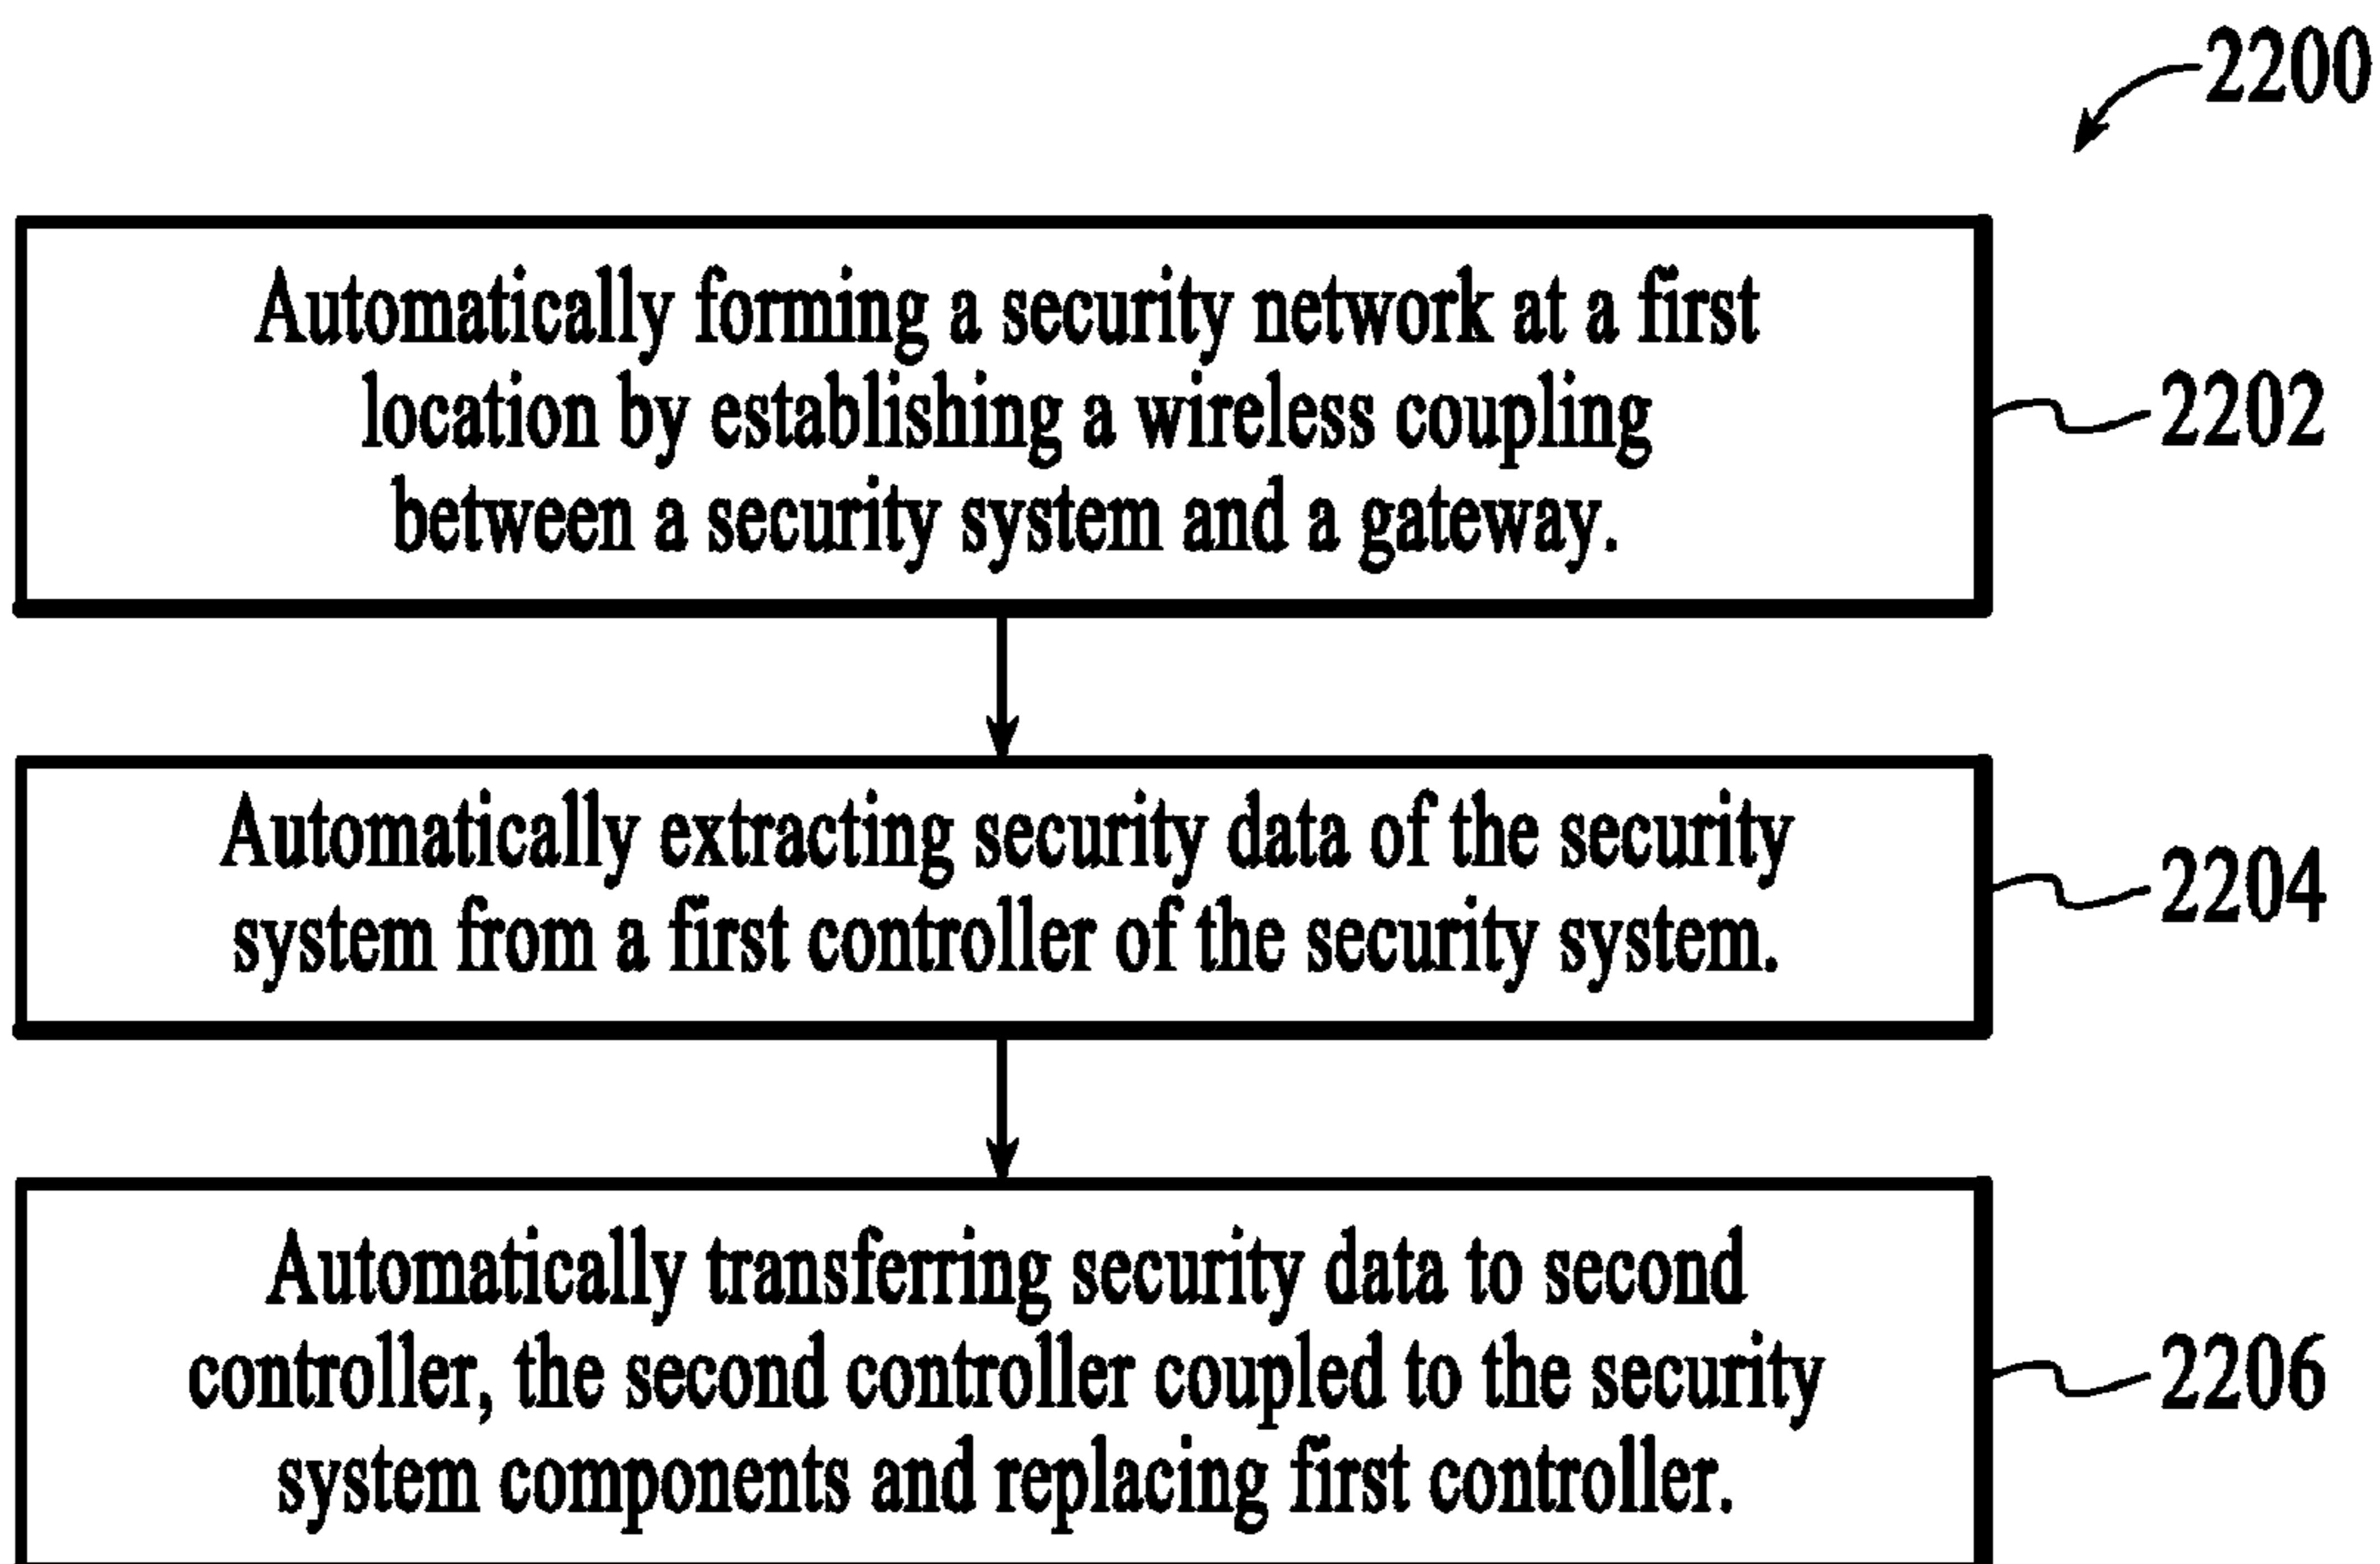 2200
Automatically forming a security network at a first
location by establishing a wireless coupling
between a security system and a gateway.
2202
Automatically extracting security data of the security
system from a first controller of the security system.
2204
Automatically transferring security data to second
controller, the second controller coupled to the security
system components and replacing first controller.
2206